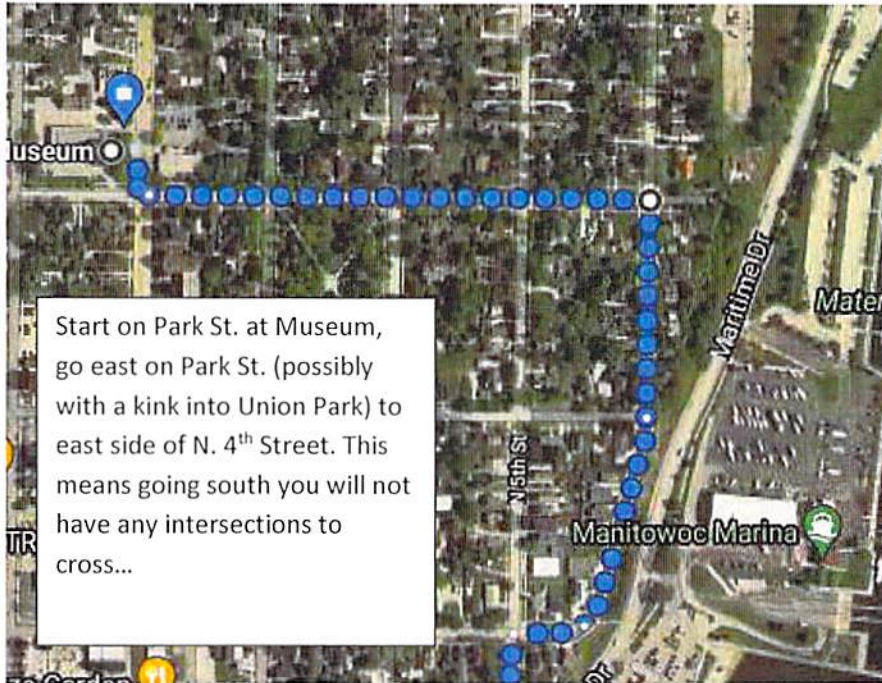 Museum
Maritime Dr
Mater
Start on Park St. at Museum,
go east on Park St. (possibly
with a kink into Union Park) to
east side of N. 4th Street. This
means going south you will not
have any intersections to
cross...
N 5th St
Manitowoc Marina
TR
Dr